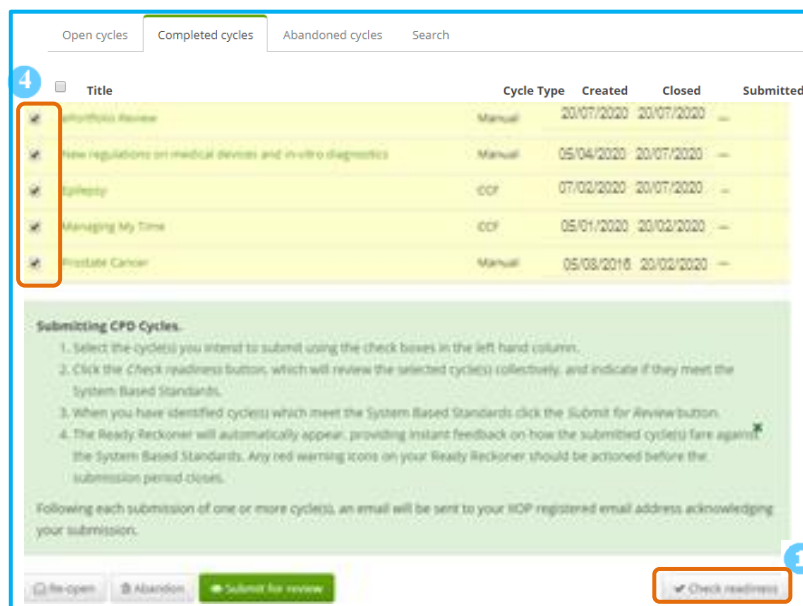 Open cycles Completed cycles Abandoned cycles Search
4
Title Cycle Type Created Closed Submitted
ePortfolio Review Manual 20/07/2020 20/07/2020 —
New regulations on medical devices and in-vitro diagnostics Manual 05/04/2020 20/07/2020 —
Epilepsy CCF 07/02/2020 20/07/2020 —
Managing My Time CCF 05/01/2020 20/02/2020 —
Prostate Cancer Manual 05/08/2016 20/02/2020 —
Submitting CPD Cycles.
1. Select the cycle(s) you intend to submit using the check boxes in the left hand column.
2. Click the Check readiness button, which will review the selected cycle(s) collectively, and indicate if they meet the
System Based Standards.
3. When you have identified cycle(s) which meet the System Based Standards click the Submit for Review button.
4. The Ready Reckoner will automatically appear, providing instant feedback on how the submitted cycle(s) fare against
the System Based Standards. Any red warning icons on your Ready Reckoner should be actioned before the
submission period closes.
Following each submission of one or more cycle(s), an email will be sent to your IIOP registered email address acknowledging
your submission.
Re-open Abandon Submit for review Check readiness